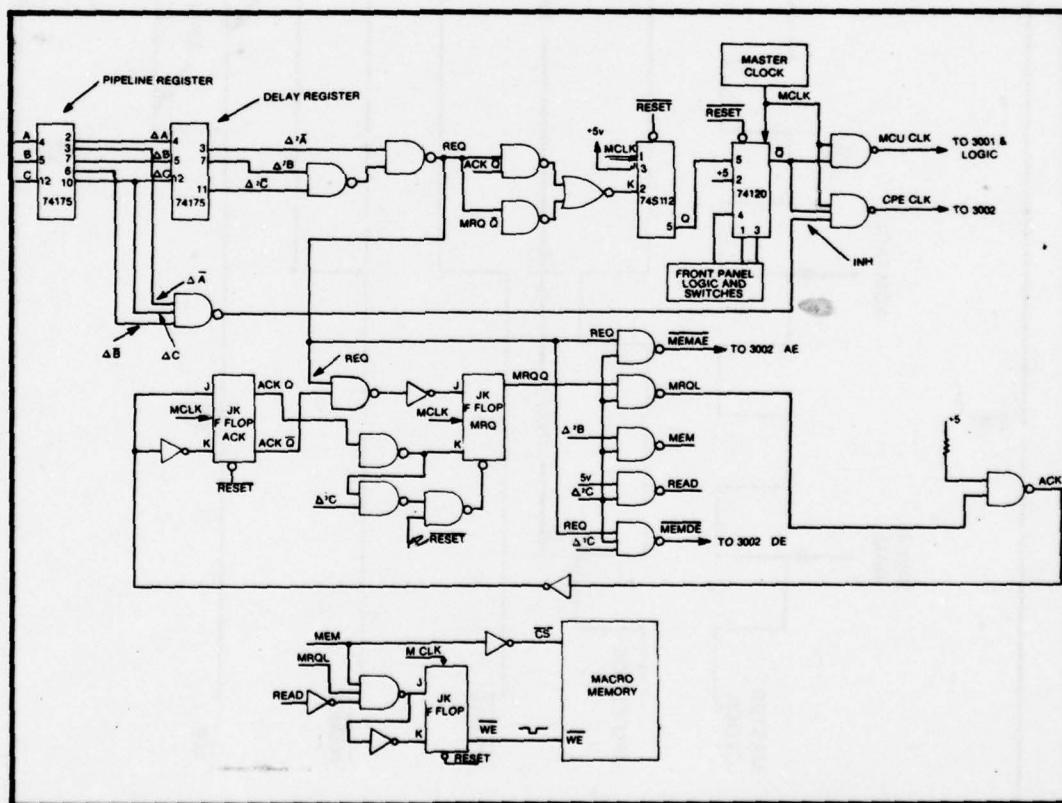 MASTER
CLOCK
PIPELINE REGISTER
MCLK
DELAY REGISTER
RESET
RESET
A 4 2 ΔA 4
+5v
MCLK 1
3
MCU CLK TO 3001 &
LOGIC
3 Δ²A̅
REQ
ACK Q̅
5 Q̅
B 5 7 ΔB 5
7 Δ²B
+5 2
6
K 2
74S112
74120
C 12 10 ΔC 12
11 Δ²C̅
MRQ Q̅
Q
4
CPE CLK TO 3002
74175
74175
5
1 3
INH
FRONT PANEL
LOGIC AND
SWITCHES
ΔA̅
ΔB̅ ΔC
REQ
REQ MEMAE TO 3002 AE
J ACK Q
MRQ Q
MRQL
JK
F FLOP
ACK
J
JK
F FLOP
MRQ
MCLK
MCLK
+5
Δ²B MEM
K ACK Q̅
K
5v
Δ²C READ
ACK
RESET
Δ²C
REQ MEMDE TO 3002 DE
RESET
Δ²C
MEM
CS
M CLK
MRQL
MACRO
MEMORY
READ
J
JK
F FLOP
WE
WE
K
RESET